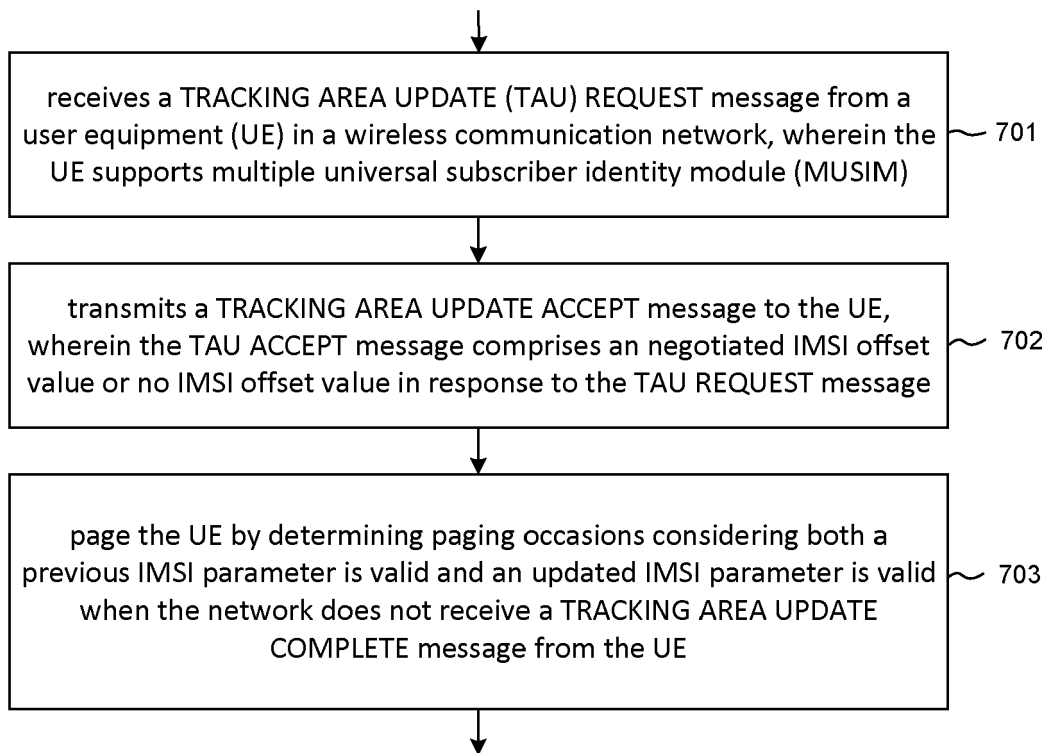 receives a TRACKING AREA UPDATE (TAU) REQUEST message from a
user equipment (UE) in a wireless communication network, wherein the
UE supports multiple universal subscriber identity module (MUSIM)
701
transmits a TRACKING AREA UPDATE ACCEPT message to the UE,
wherein the TAU ACCEPT message comprises an negotiated IMSI offset
value or no IMSI offset value in response to the TAU REQUEST message
702
page the UE by determining paging occasions considering both a
previous IMSI parameter is valid and an updated IMSI parameter is valid
when the network does not receive a TRACKING AREA UPDATE
COMPLETE message from the UE
703